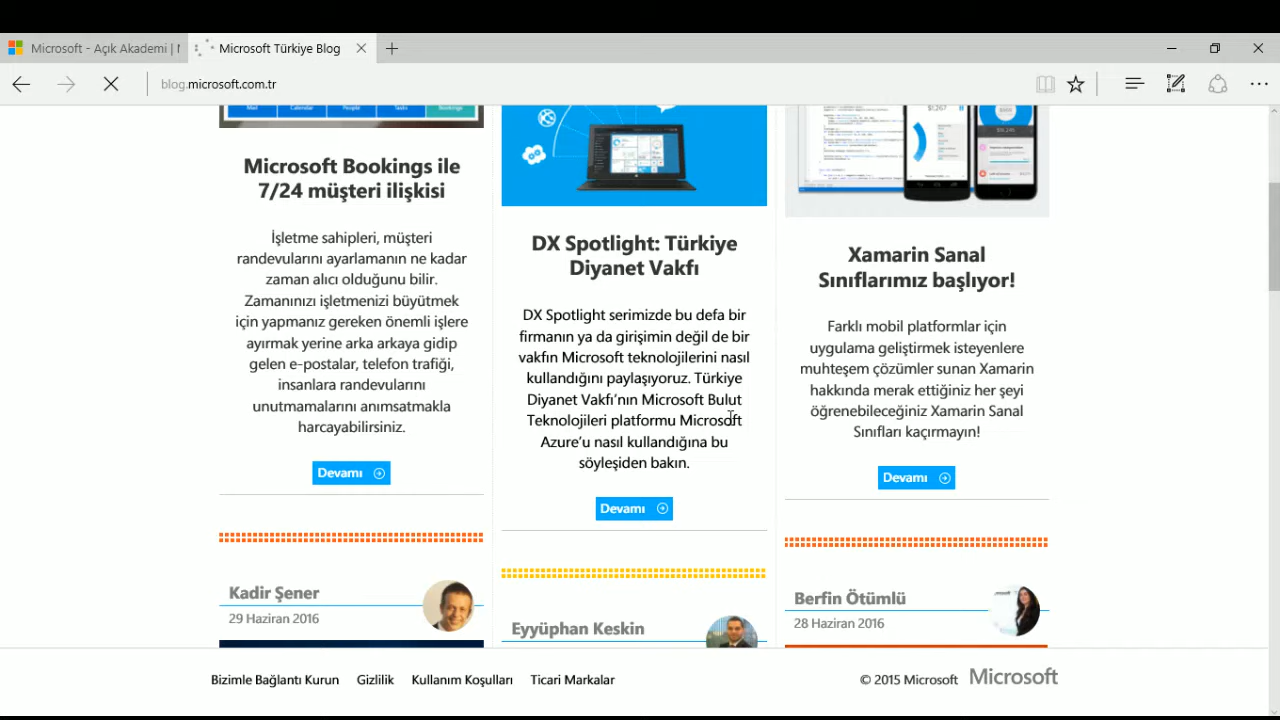 Microsoft - Açık Akademi |
Microsoft Türkiye Blog
blog.microsoft.com.tr
Mail Calendar People Tasks Bookings
Microsoft Bookings ile
7/24 müşteri ilişkisi
İşletme sahipleri, müşteri
randevularını ayarlamanın ne kadar
zaman alıcı olduğunu bilir.
Zamanınızı işletmenizi büyütmek
için yapmanız gereken önemli işlere
ayırmak yerine arka arkaya gidip
gelen e-postalar, telefon trafiği,
insanlara randevularını
unutmamalarını anımsatmakla
harcayabilirsiniz.
Devamı
Kadir Şener
29 Haziran 2016
DX Spotlight: Türkiye
Diyanet Vakfı
DX Spotlight serimizde bu defa bir
firmanın ya da girişimin değil de bir
vakfın Microsoft teknolojilerini nasıl
kullandığını paylaşıyoruz. Türkiye
Diyanet Vakfı’nın Microsoft Bulut
Teknolojileri platformu Microsoft
Azure’u nasıl kullandığına bu
söyleşiden bakın.
Devamı
Eyyüphan Keskin
Xamarin Sanal
Sınıflarımız başlıyor!
Farklı mobil platformlar için
uygulama geliştirmek isteyenlere
muhteşem çözümler sunan Xamarin
hakkında merak ettiğiniz her şeyi
öğrenebileceğiniz Xamarin Sanal
Sınıfları kaçırmayın!
Devamı
Berfin Ötümlü
28 Haziran 2016
Bizimle Bağlantı Kurun Gizlilik Kullanım Koşulları Ticari Markalar
© 2015 Microsoft Microsoft